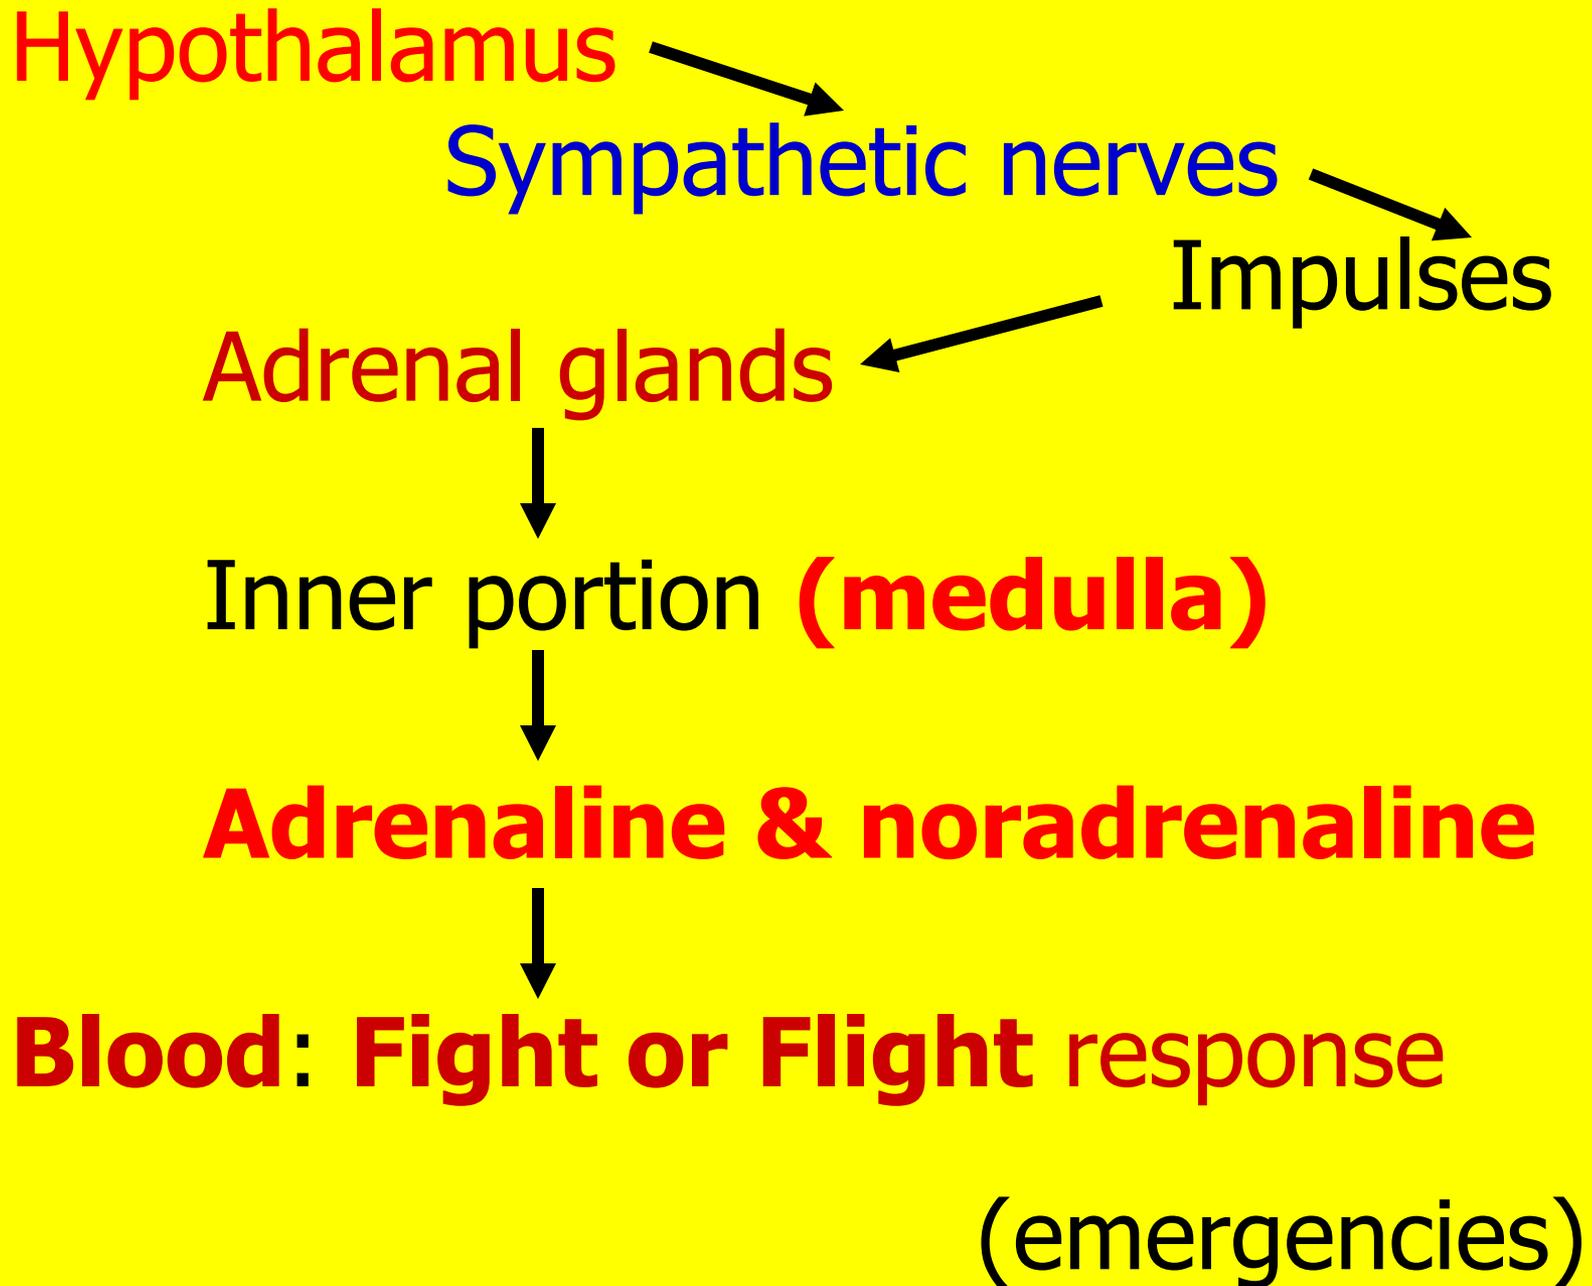 Hypothalamus
Sympathetic nerves
Impulses
Adrenal glands
Inner portion (medulla)
Adrenaline & noradrenaline
Blood: Fight or Flight response
(emergencies)